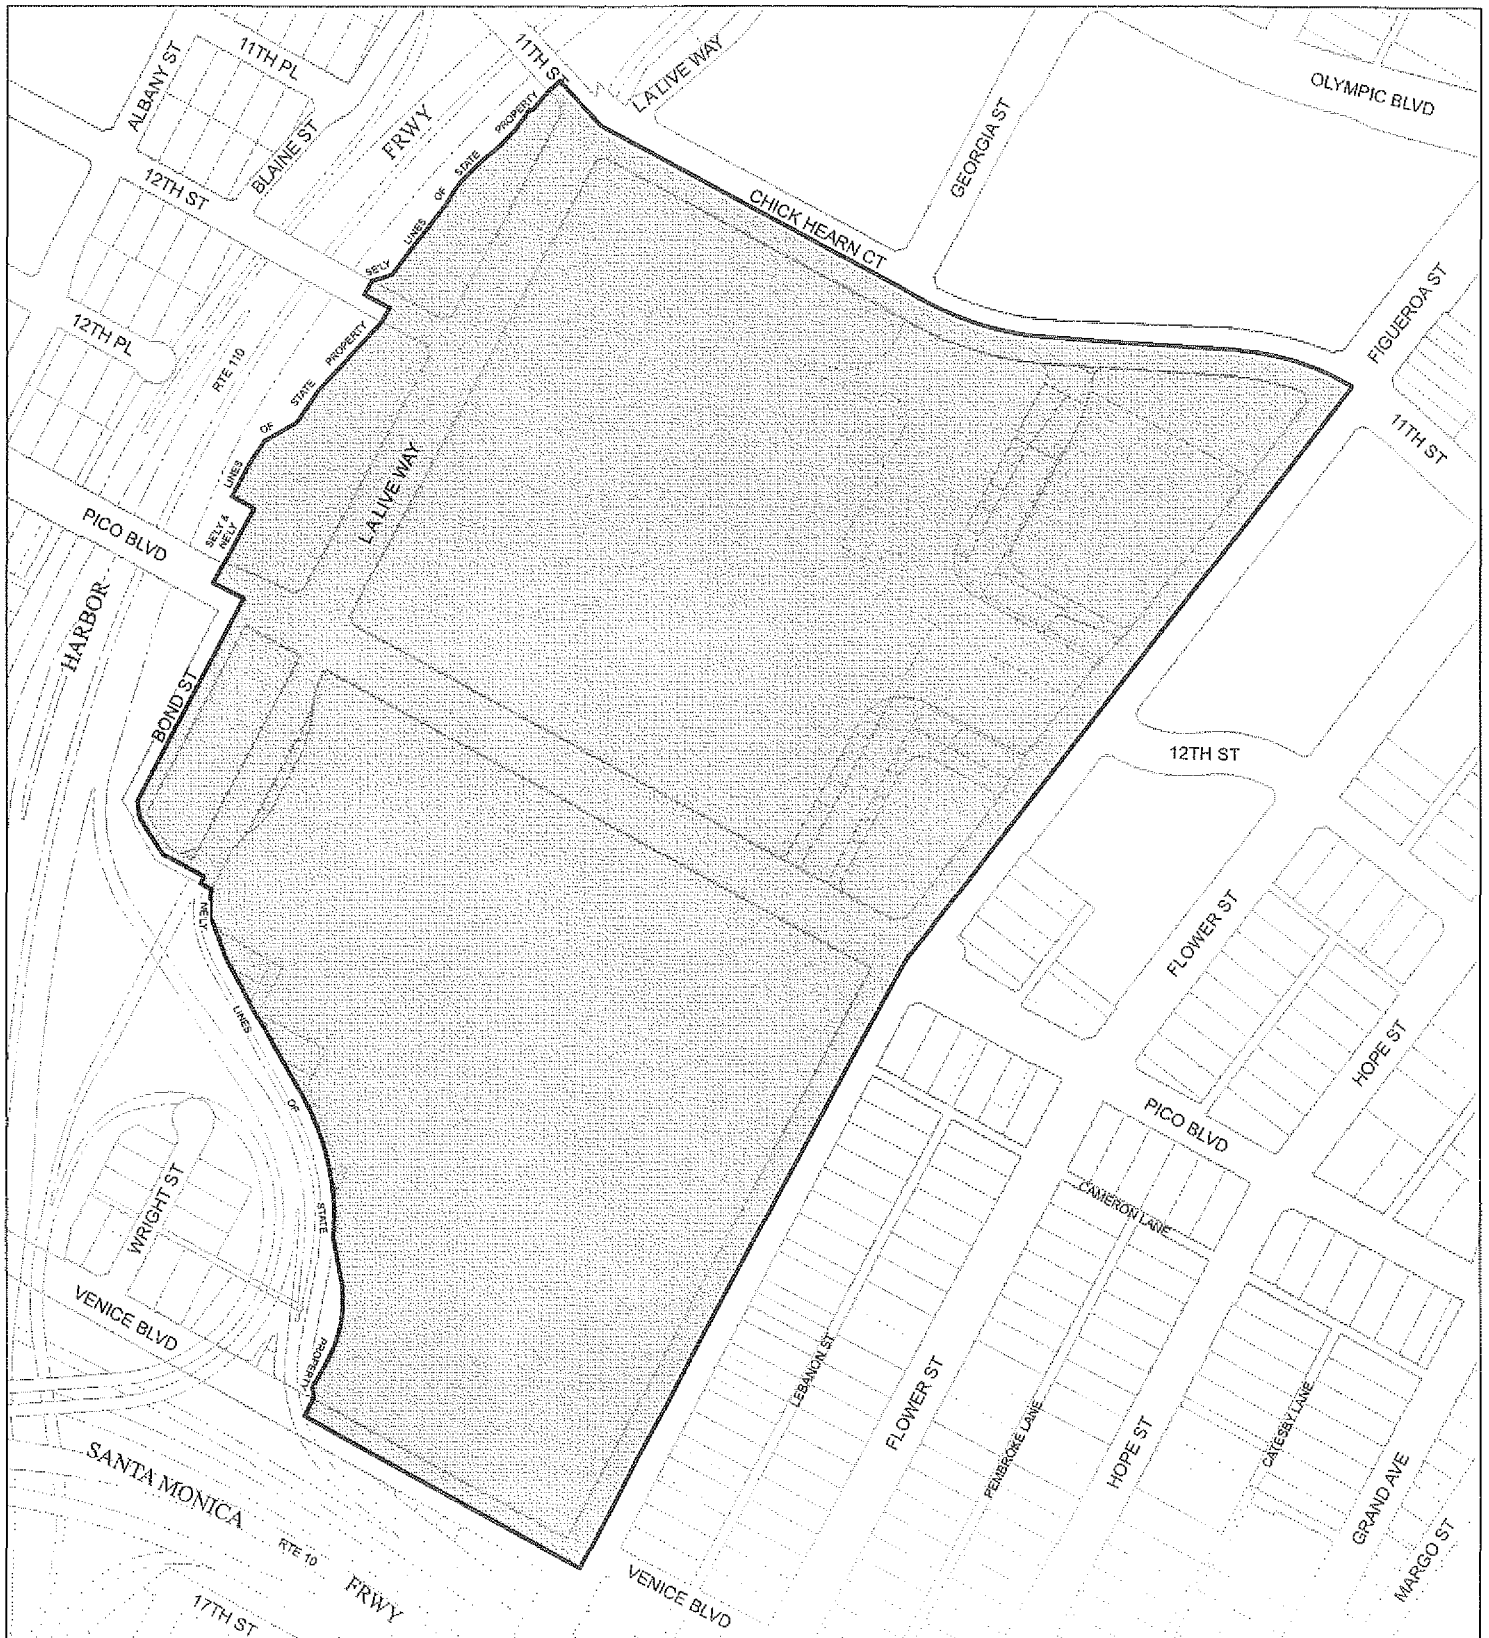 11TH PL
ALBANY ST
BLAINE ST
12TH ST
11TH ST
LA LIVE WAY
OLYMPIC BLVD
GEORGIA ST
FRWY
SELY LINES OF STATE PROPERTY
CHICK HEARN CT
FIGUEROA ST
11TH ST
12TH PL
RTE 110
SELY &
NELY
LINES OF STATE PROPERTY
LA LIVE WAY
PICO BLVD
HARBOR
BOND ST
12TH ST
FLOWER ST
HOPE ST
PICO BLVD
CAMERON LANE
NELY LINES OF STATE PROPERTY
WRIGHT ST
VENICE BLVD
LEBANON ST
FLOWER ST
PEMBROKE LANE
HOPE ST
CATESBY LANE
GRAND AVE
MARGO ST
SANTA MONICA
RTE 10
FRWY
17TH ST
VENICE BLVD